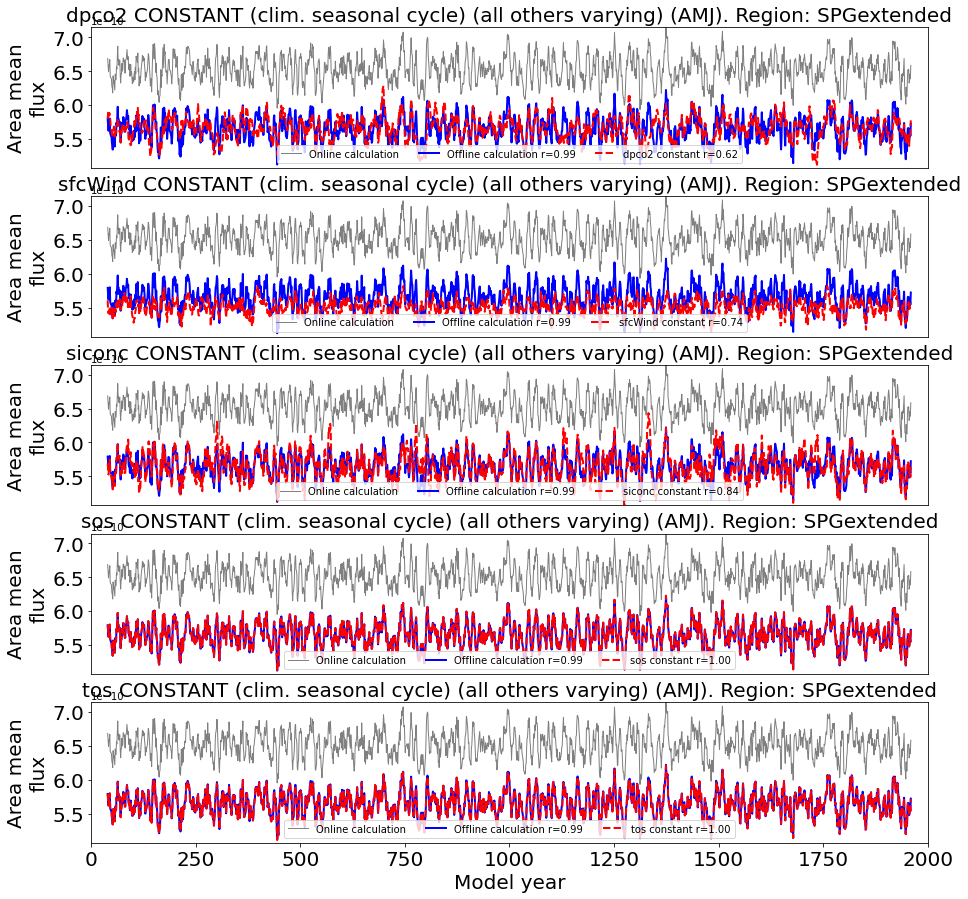 dpco2 CONSTANT (clim. seasonal cycle) (all others varying) (AMJ). Region: SPGextended
7.0
6.5
6.0
5.5
Area mean
flux
Online calculation
Offline calculation r=0.99
dpco2 constant r=0.62
sfcWind CONSTANT (clim. seasonal cycle) (all others varying) (AMJ). Region: SPGextended
7.0
6.5
6.0
5.5
Area mean
flux
Online calculation
Offline calculation r=0.99
sfcWind constant r=0.74
siconc CONSTANT (clim. seasonal cycle) (all others varying) (AMJ). Region: SPGextended
7.0
6.5
6.0
5.5
Area mean
flux
Online calculation
Offline calculation r=0.99
siconc constant r=0.84
sos CONSTANT (clim. seasonal cycle) (all others varying) (AMJ). Region: SPGextended
7.0
6.5
6.0
5.5
Area mean
flux
Online calculation
Offline calculation r=0.99
sos constant r=1.00
tos CONSTANT (clim. seasonal cycle) (all others varying) (AMJ). Region: SPGextended
7.0
6.5
6.0
5.5
Area mean
flux
Online calculation
Offline calculation r=0.99
tos constant r=1.00
0 250 500 750 1000 1250 1500 1750 2000
Model year